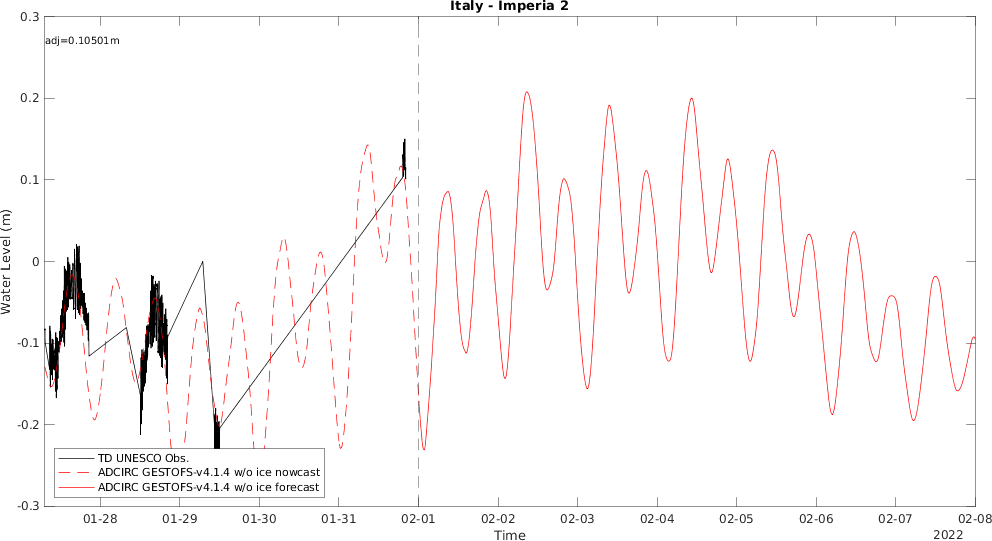 Italy - Imperia 2
adj=0.10501m
0.3
0.2
0.1
0
-0.1
-0.2
-0.3
Water Level (m)
TD UNESCO Obs.
ADCIRC GESTOFS-v4.1.4 w/o ice nowcast
ADCIRC GESTOFS-v4.1.4 w/o ice forecast
01-28 01-29 01-30 01-31 02-01 02-02 02-03 02-04 02-05 02-06 02-07 02-08
Time
2022